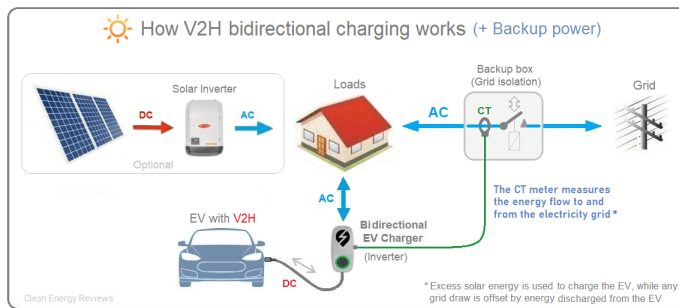 How V2H bidirectional charging works (+ Backup power)
Solar Inverter
DC
AC
Optional
Loads
Backup box
(Grid isolation)
AC
CT
Grid
The CT meter measures
the energy flow to and
from the electricity grid *
AC
EV with V2H
Bidirectional
EV Charger
(Inverter)
DC
* Excess solar energy is used to charge the EV, while any
grid draw is offset by energy discharged from the EV
Clean Energy Reviews